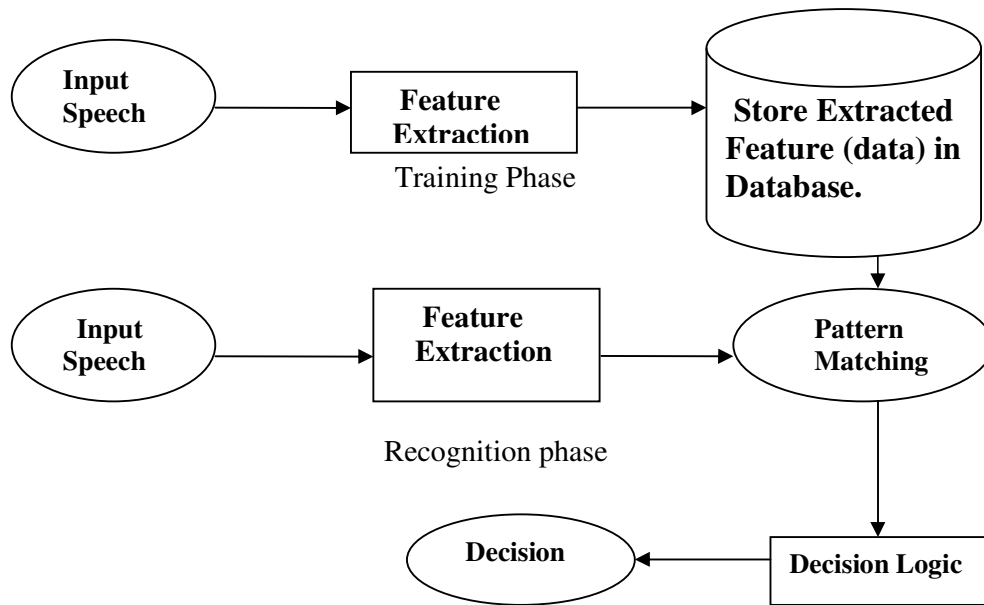 Input
Speech
Feature
Extraction
Store Extracted
Feature (data) in
Database.
Training Phase
Input
Speech
Feature
Extraction
Pattern
Matching
Recognition phase
Decision
Decision Logic